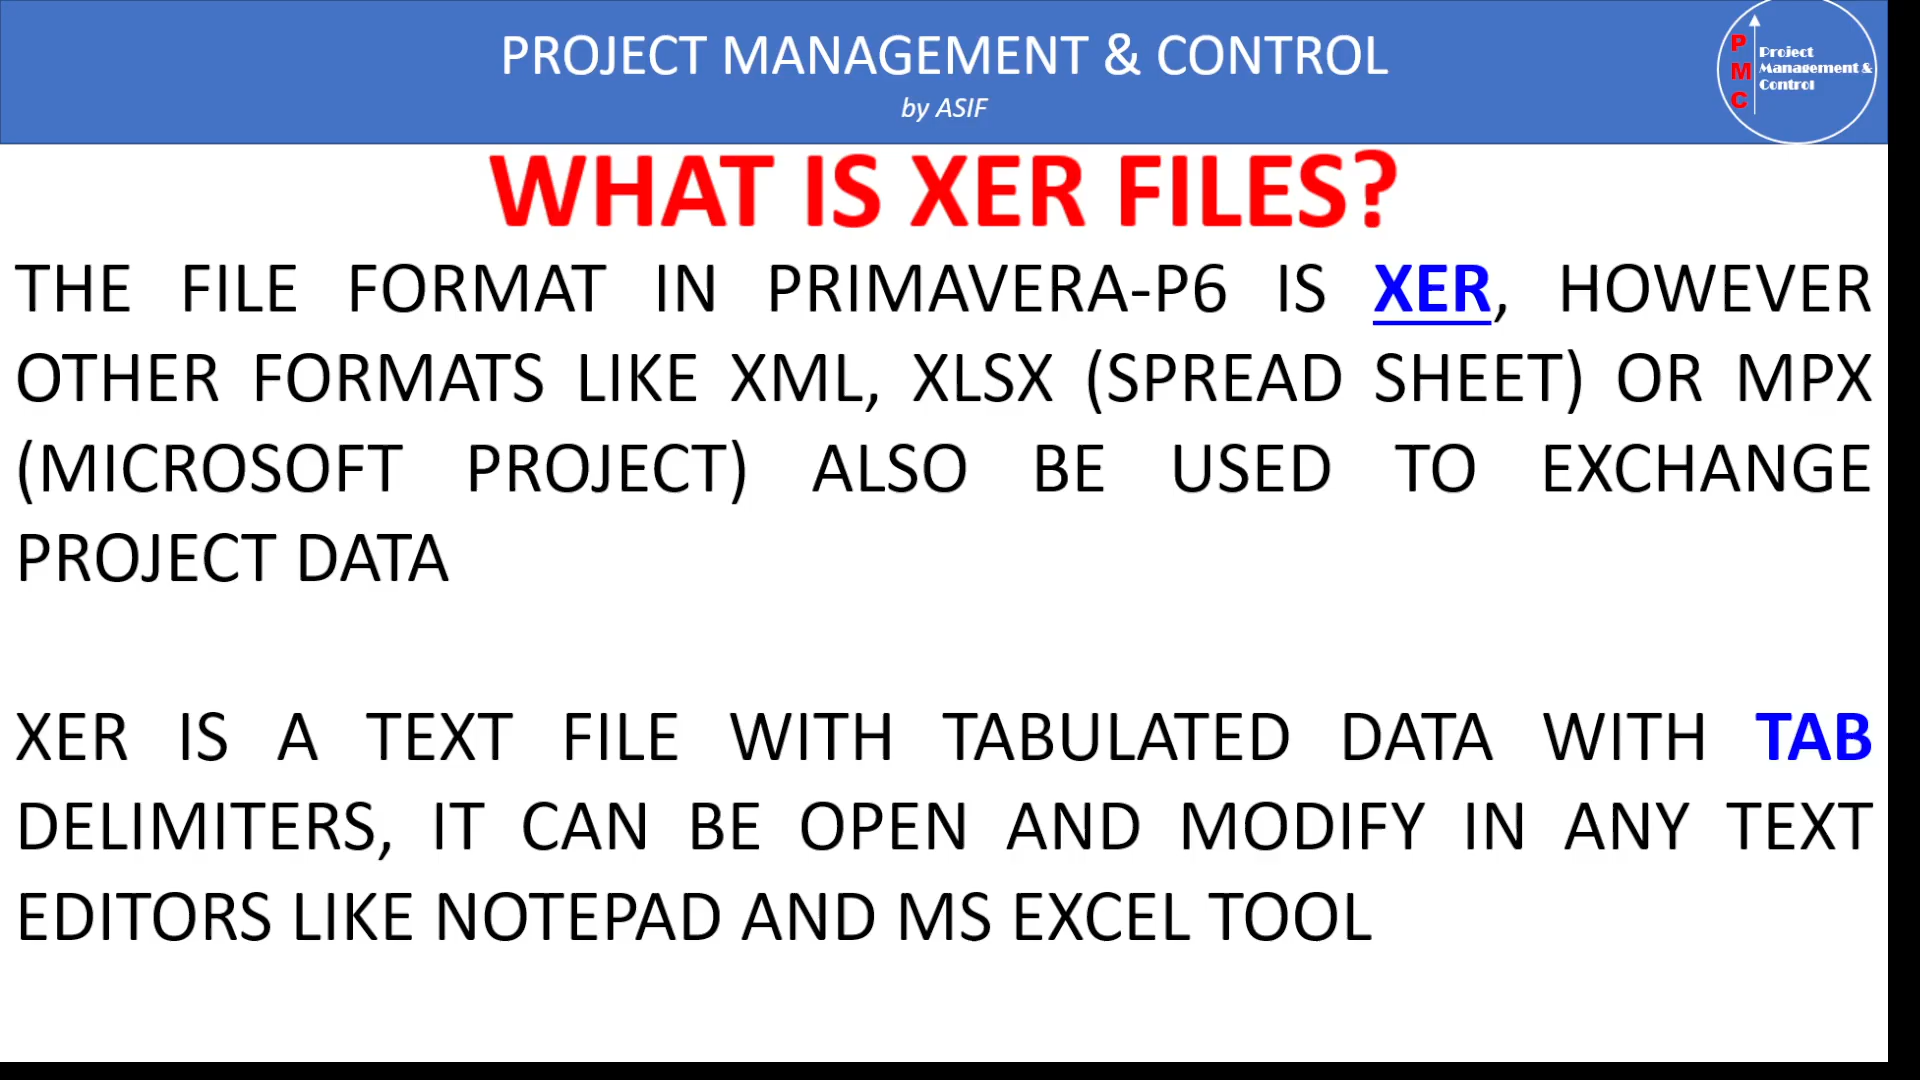 PROJECT MANAGEMENT & CONTROL
by ASIF
P
M
C
Project
Management &
Control
WHAT IS XER FILES?
THE FILE FORMAT IN PRIMAVERA-P6 IS XER, HOWEVER
OTHER FORMATS LIKE XML, XLSX (SPREAD SHEET) OR MPX
(MICROSOFT PROJECT) ALSO BE USED TO EXCHANGE
PROJECT DATA
XER IS A TEXT FILE WITH TABULATED DATA WITH TAB
DELIMITERS, IT CAN BE OPEN AND MODIFY IN ANY TEXT
EDITORS LIKE NOTEPAD AND MS EXCEL TOOL